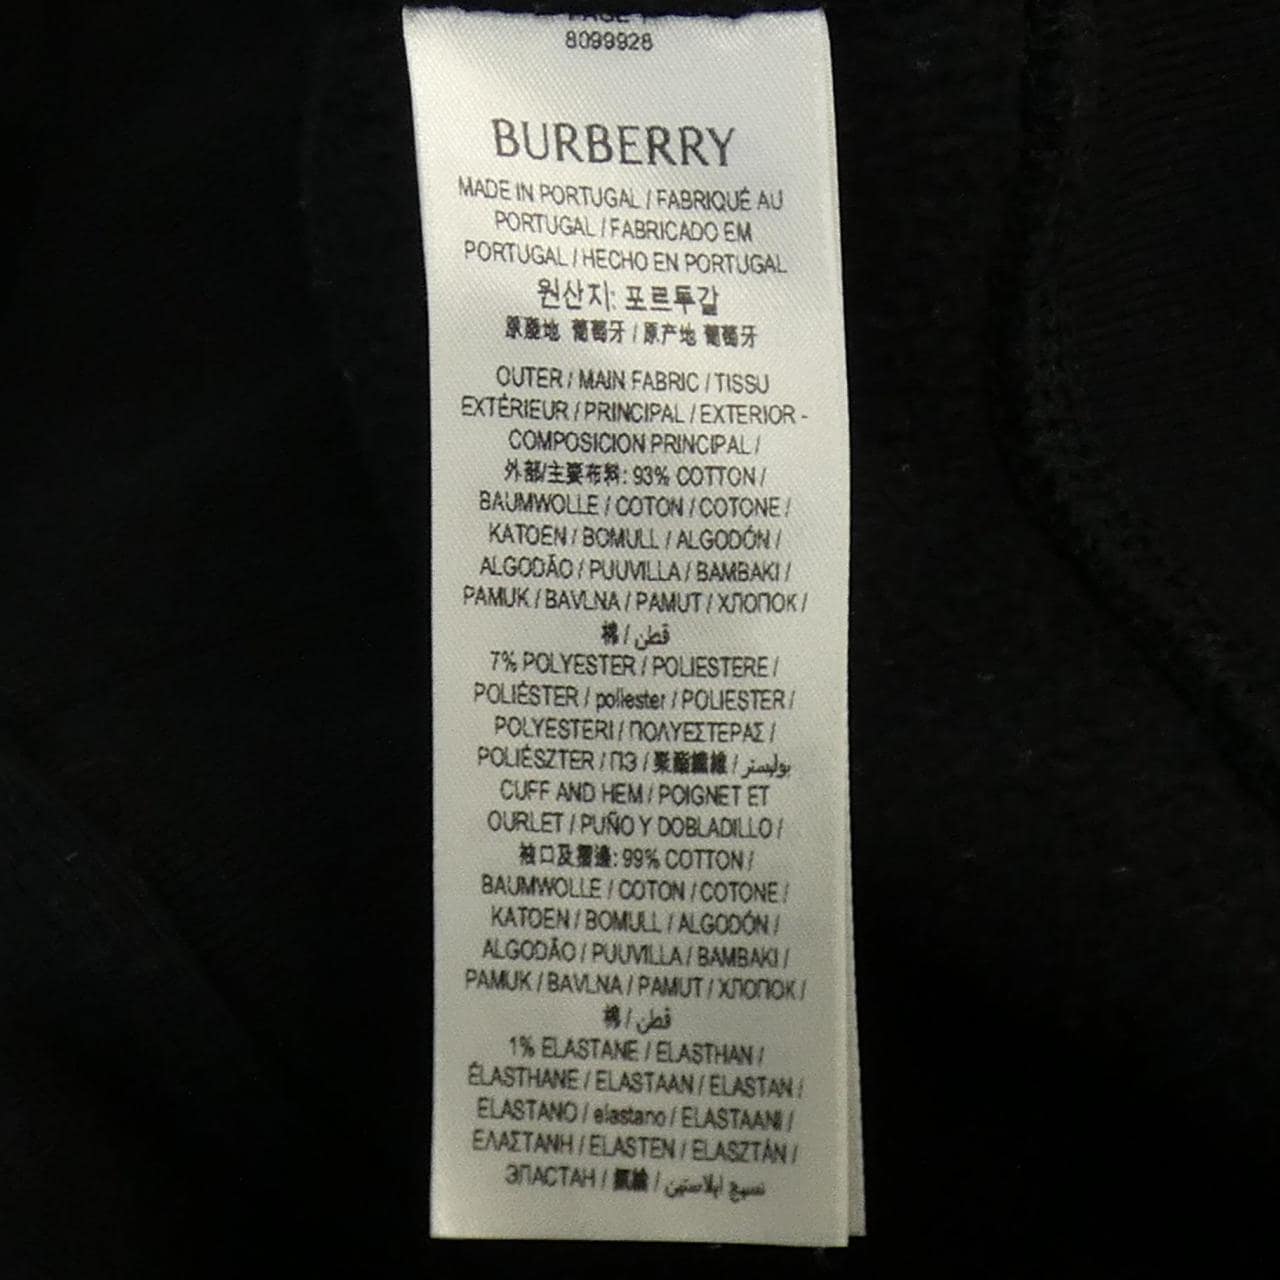 8099928
BURBERRY
MADE IN PORTUGAL / FABRIQUÉ AU
PORTUGAL / FABRICADO EM
PORTUGAL / HECHO EN PORTUGAL
원산지: 포르투갈
原產地 葡萄牙 / 原产地 葡萄牙
OUTER / MAIN FABRIC / TISSU
EXTÉRIEUR / PRINCIPAL / EXTERIOR -
COMPOSICION PRINCIPAL /
外部/主要布料: 93% COTTON /
BAUMWOLLE / COTON / COTONE /
KATOEN / BOMULL / ALGODÓN /
ALGODÃO / PUUVILLA / BAMBAKI /
PAMUK / BAVLNA / PAMUT / ХЛОПОК /
棉 / قطن
7% POLYESTER / POLIESTERE /
POLIÉSTER / poliester / POLIESTER /
POLYESTERI / ΠΟΛΥΕΣΤΕΡΑΣ /
POLIÉSZTER / ПЭ / 聚酯纖維 / بوليستر
CUFF AND HEM / POIGNET ET
OURLET / PUÑO Y DOBLADILLO /
袖口及摺邊: 99% COTTON /
BAUMWOLLE / COTON / COTONE /
KATOEN / BOMULL / ALGODÓN /
ALGODÃO / PUUVILLA / BAMBAKI /
PAMUK / BAVLNA / PAMUT / ХЛОПОК /
棉 / قطن
1% ELASTANE / ELASTHAN /
ÉLASTHANE / ELASTAAN / ELASTAN /
ELASTANO / elastano / ELASTAANI /
ΕΛΑΣΤΑΝΗ / ELASTEN / ELASZTÁN /
ЭЛАСТАН / 氨綸 / نسيج ايلاستين